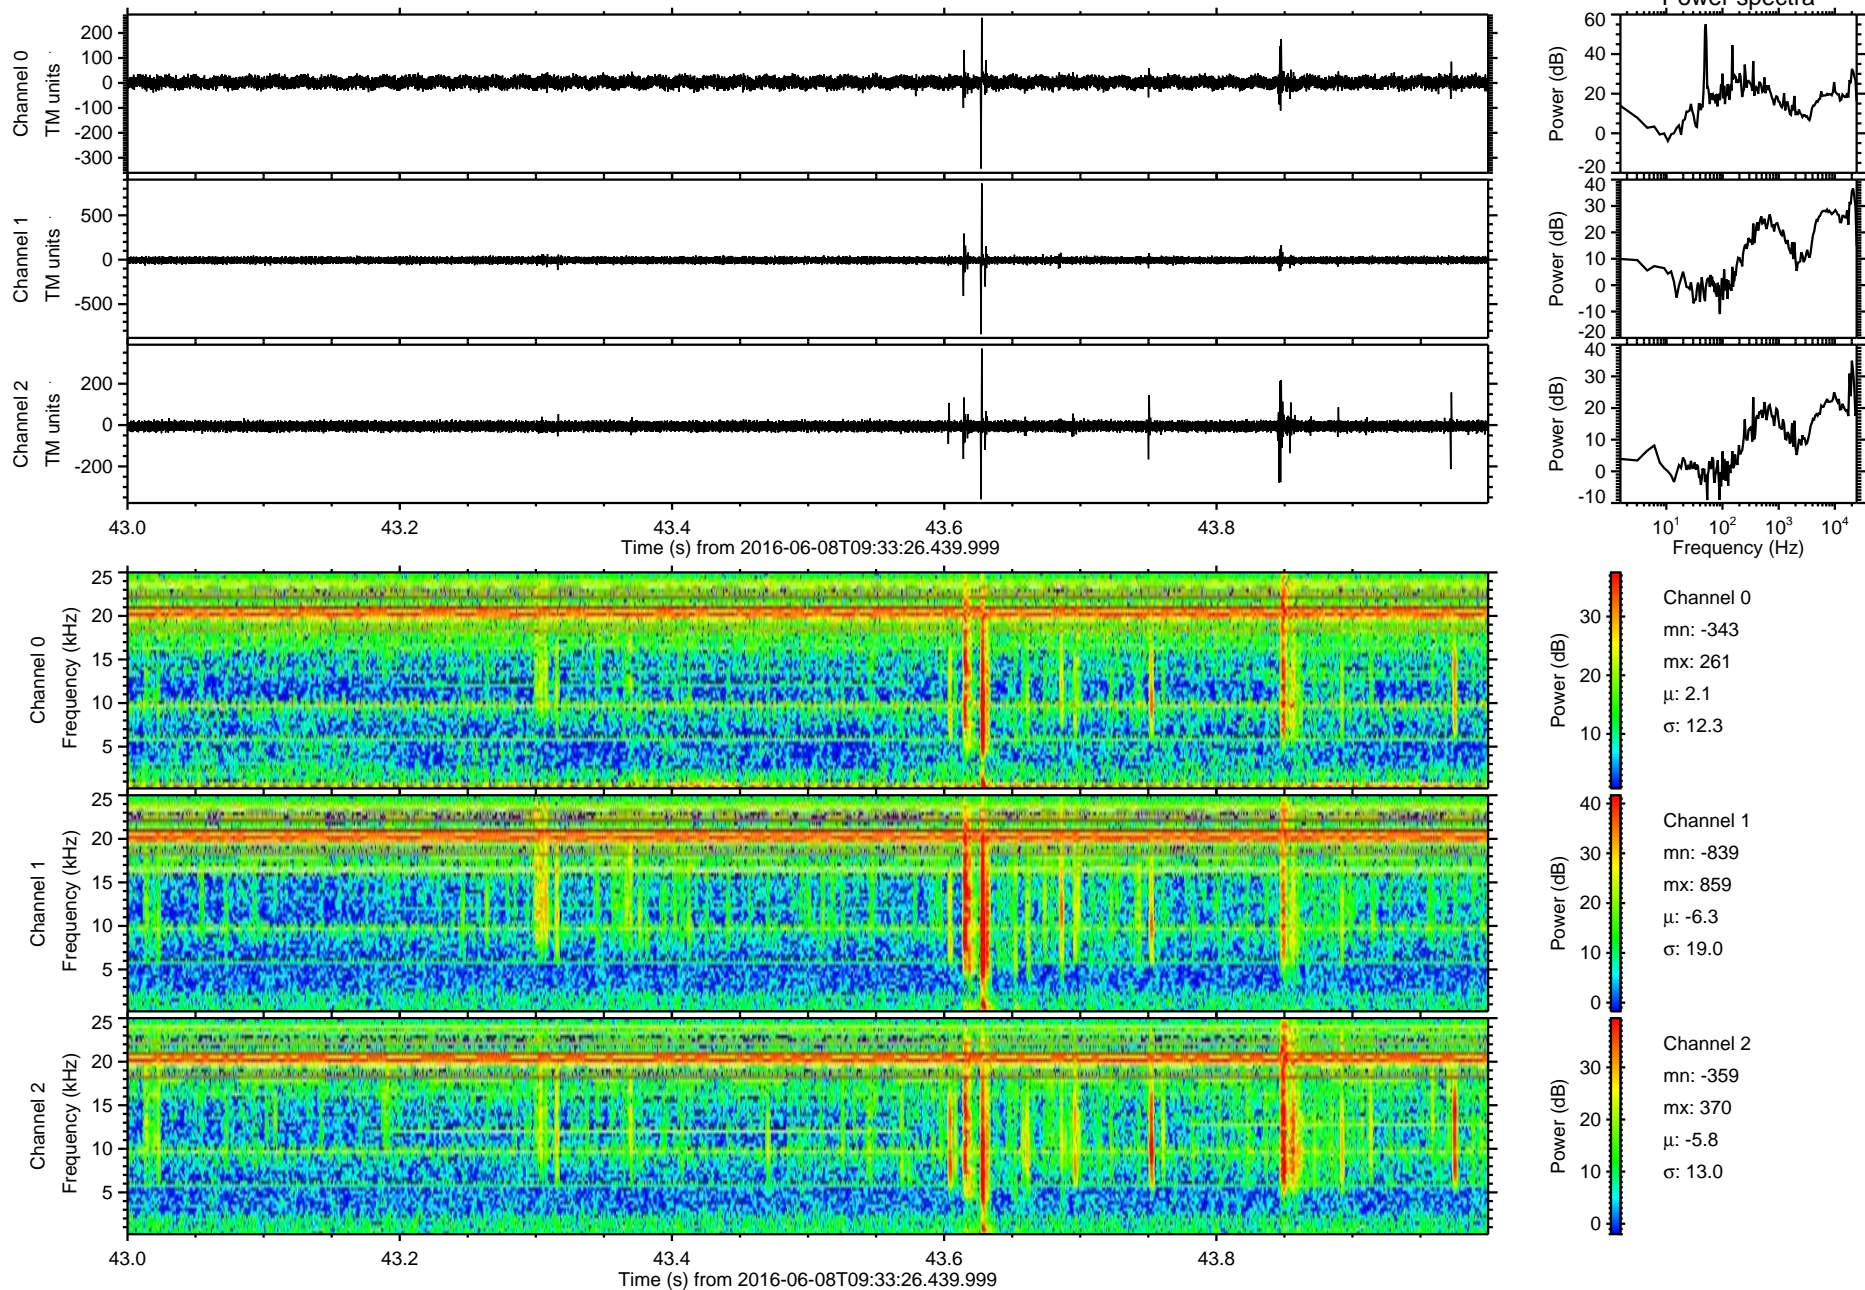 Power spectra
Channel 0
TM units
200
100
0
-100
-200
-300
Power (dB)
60
40
20
0
-20
Channel 1
TM units
500
0
-500
Power (dB)
40
30
20
10
0
-10
-20
Channel 2
TM units
200
0
-200
Power (dB)
40
30
20
10
0
-10
43.0
43.2
43.4
43.6
43.8
Time (s) from 2016-06-08T09:33:26.439.999
10¹
10²
10³
10⁴
Frequency (Hz)
Channel 0
Frequency (kHz)
25
20
15
10
5
Power (dB)
30
20
10
Channel 0
mn: -343
mx: 261
μ: 2.1
σ: 12.3
Channel 1
Frequency (kHz)
25
20
15
10
5
Power (dB)
40
30
20
10
0
Channel 1
mn: -839
mx: 859
μ: -6.3
σ: 19.0
Channel 2
Frequency (kHz)
25
20
15
10
5
Power (dB)
30
20
10
0
Channel 2
mn: -359
mx: 370
μ: -5.8
σ: 13.0
43.0
43.2
43.4
43.6
43.8
Time (s) from 2016-06-08T09:33:26.439.999